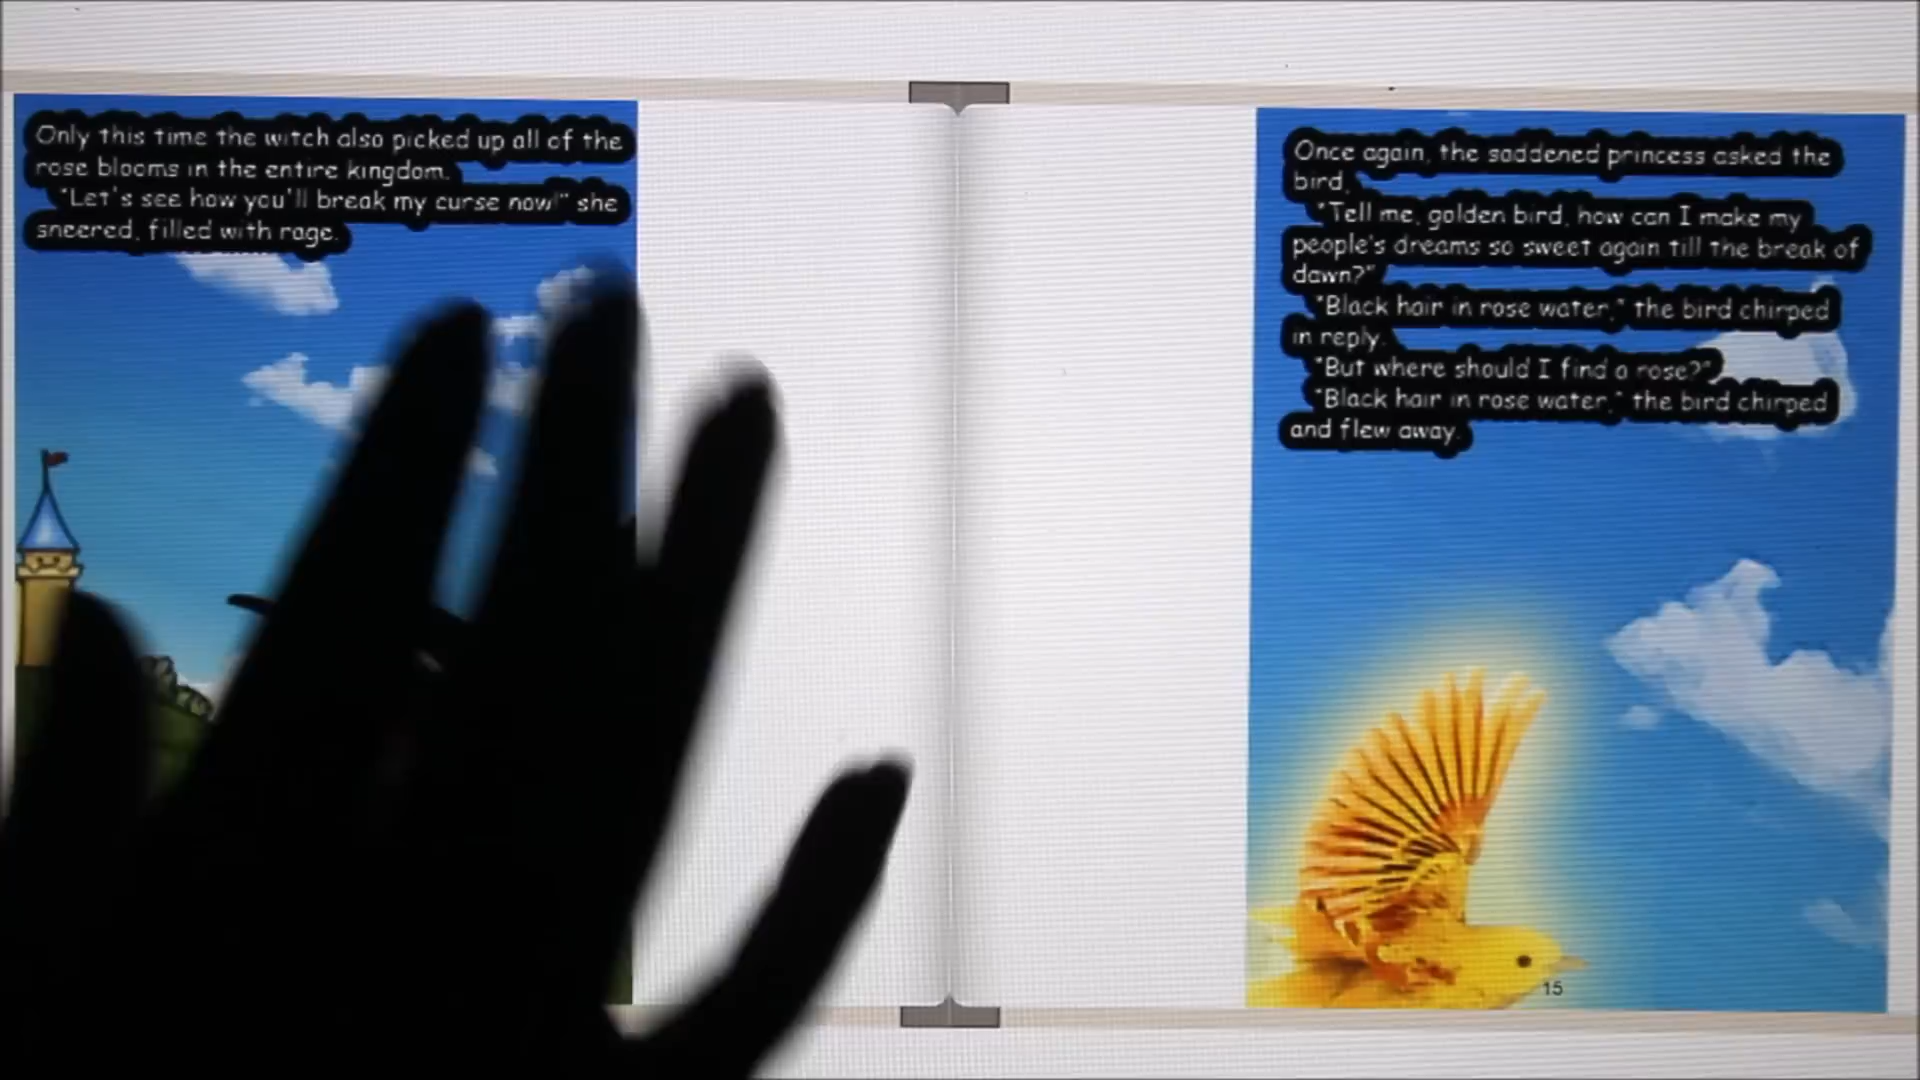 Only this time the witch also picked up all of the
rose blooms in the entire kingdom.
"Let's see how you'll break my curse now!" she
sneered, filled with rage.
Once again, the saddened princess asked the
bird,
"Tell me, golden bird, how can I make my
people's dreams so sweet again till the break of
dawn?"
"Black hair in rose water," the bird chirped
in reply.
"But where should I find a rose?"
"Black hair in rose water," the bird chirped
and flew away.
15